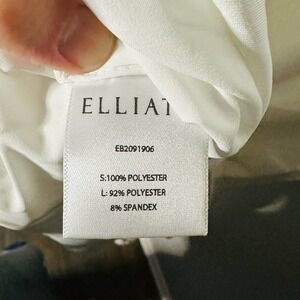 ELLIAT
EB2091906
S:100% POLYESTER
L: 92% POLYESTER
8% SPANDEX